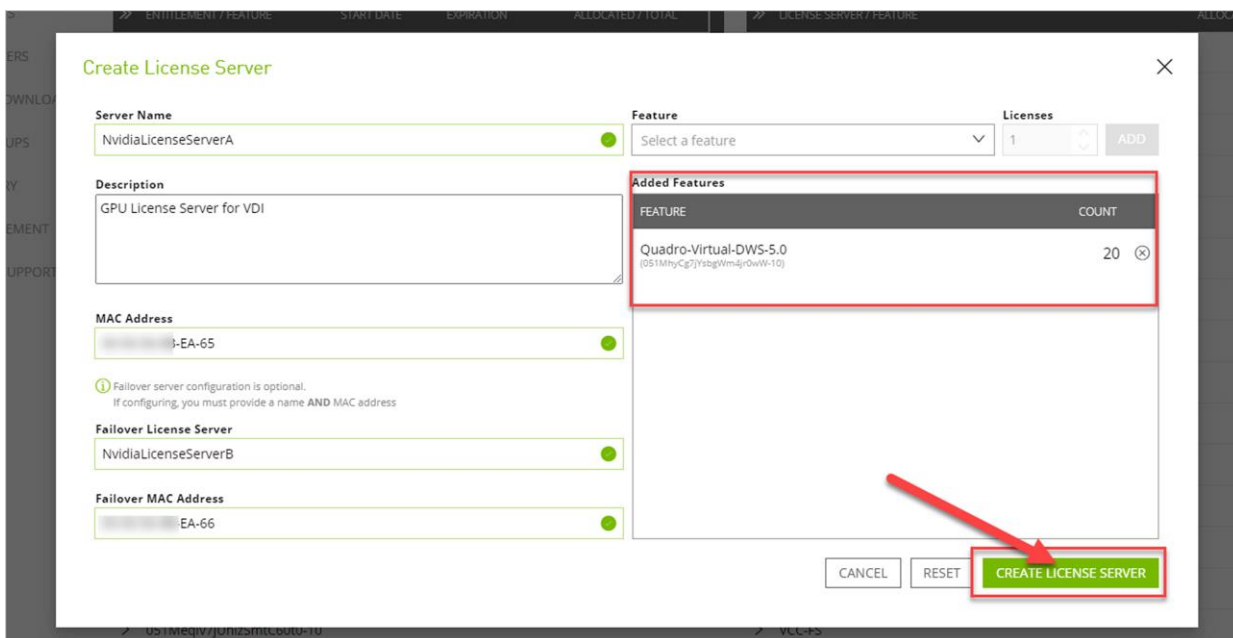 ENTITLEMENT / FEATURE START DATE EXPIRATION ALLOCATED / TOTAL LICENSE SERVER / FEATURE
Create License Server
Server Name
NvidiaLicenseServerA
Description
GPU License Server for VDI
MAC Address
-EA-65
Failover server configuration is optional.
If configuring, you must provide a name AND MAC address
Failover License Server
NvidiaLicenseServerB
Failover MAC Address
EA-66
Feature Licenses
Select a feature 1 ADD
Added Features
FEATURE COUNT
Quadro-Virtual-DWS-5.0 20
(051MhyCg7jYsbgWm4jr0wW-10)
CANCEL RESET CREATE LICENSE SERVER
VCC-FS